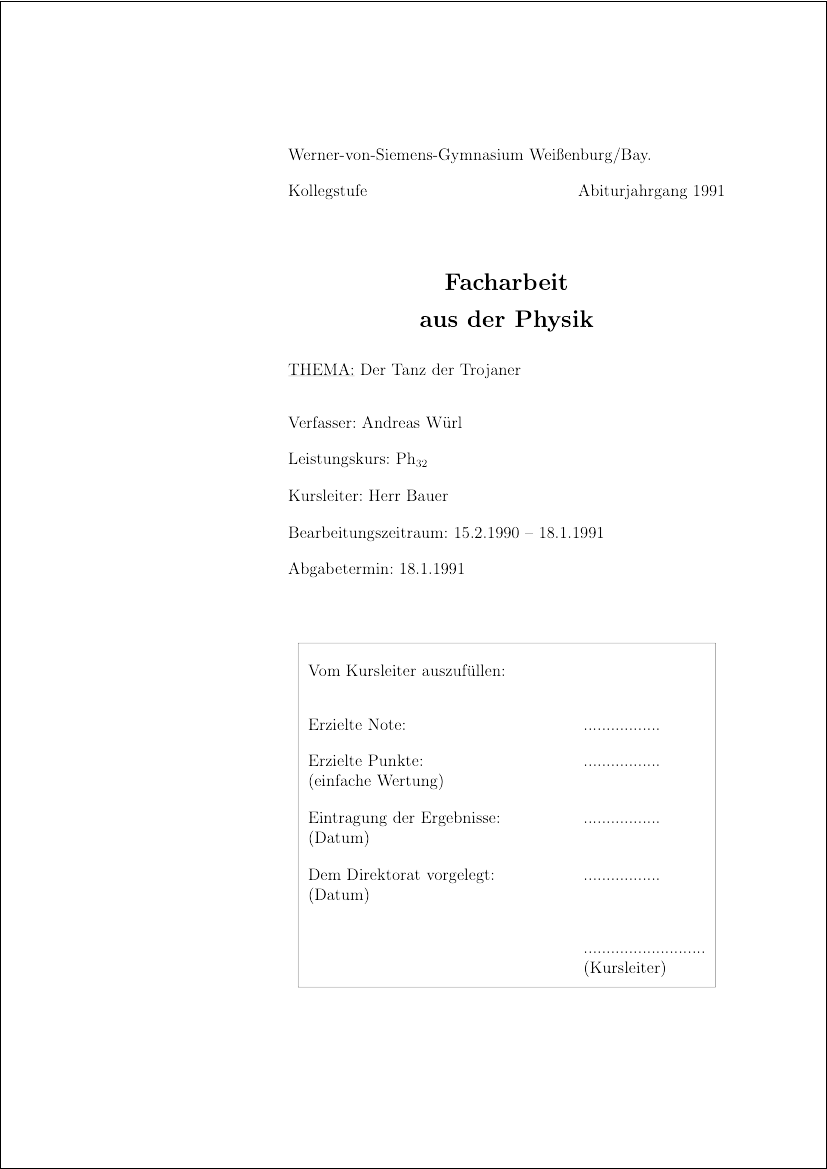 Werner-von-Siemens-Gymnasium Weißenburg/Bay.
Kollegstufe Abiturjahrgang 1991
Facharbeit
aus der Physik
THEMA: Der Tanz der Trojaner
Verfasser: Andreas Würl
Leistungskurs: Ph₃₂
Kursleiter: Herr Bauer
Bearbeitungszeitraum: 15.2.1990 – 18.1.1991
Abgabetermin: 18.1.1991
Vom Kursleiter auszufüllen:
Erzielte Note: .................
Erzielte Punkte: .................
(einfache Wertung)
Eintragung der Ergebnisse: .................
(Datum)
Dem Direktorat vorgelegt: .................
(Datum)
...........................
(Kursleiter)